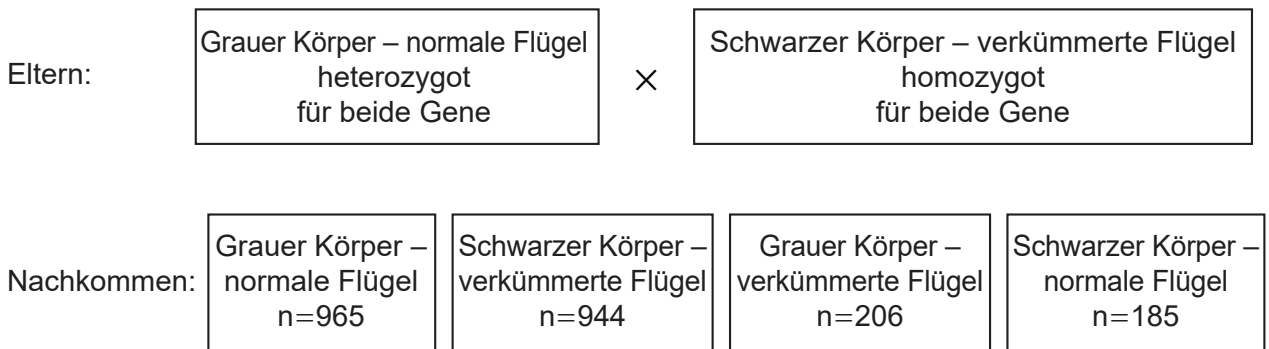 Eltern:
Grauer Körper – normale Flügel
heterozygot
für beide Gene
×
Schwarzer Körper – verkümmerte Flügel
homozygot
für beide Gene
Nachkommen:
Grauer Körper –
normale Flügel
n=965
Schwarzer Körper –
verkümmerte Flügel
n=944
Grauer Körper –
verkümmerte Flügel
n=206
Schwarzer Körper –
normale Flügel
n=185